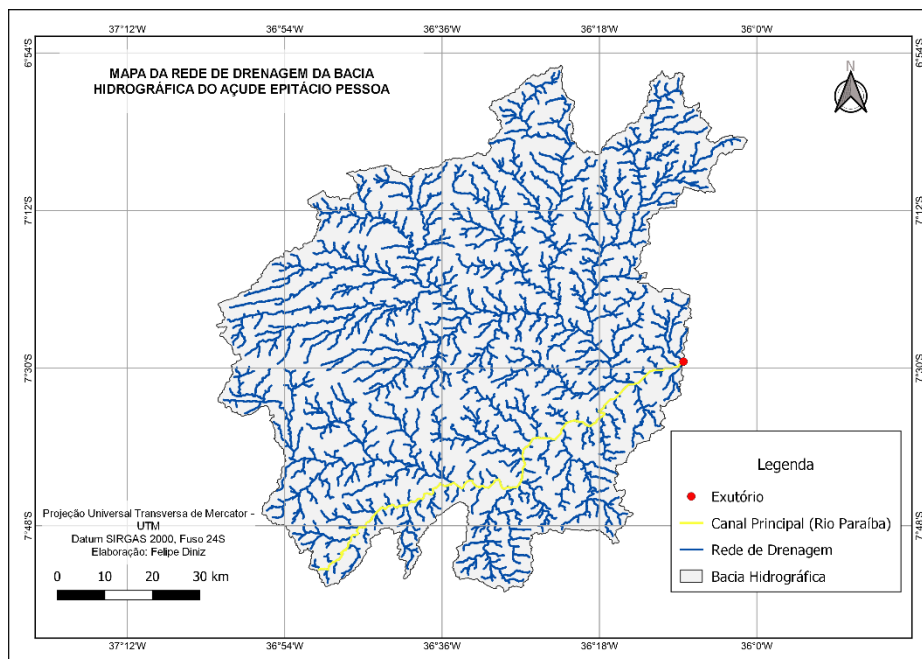 37°12'W 36°54'W 36°36'W 36°18'W 36°0'W
6°54'S 6°54'S
MAPA DA REDE DE DRENAGEM DA BACIA
HIDROGRÁFICA DO AÇUDE EPITÁCIO PESSOA
N
7°12'S 7°12'S
7°30'S 7°30'S
Legenda
Exutório
Canal Principal (Rio Paraíba)
Rede de Drenagem
Bacia Hidrográfica
7°48'S 7°48'S
Projeção Universal Transversa de Mercator -
UTM
Datum SIRGAS 2000, Fuso 24S
Elaboração: Felipe Diniz
0 10 20 30 km
37°12'W 36°54'W 36°36'W 36°18'W 36°0'W